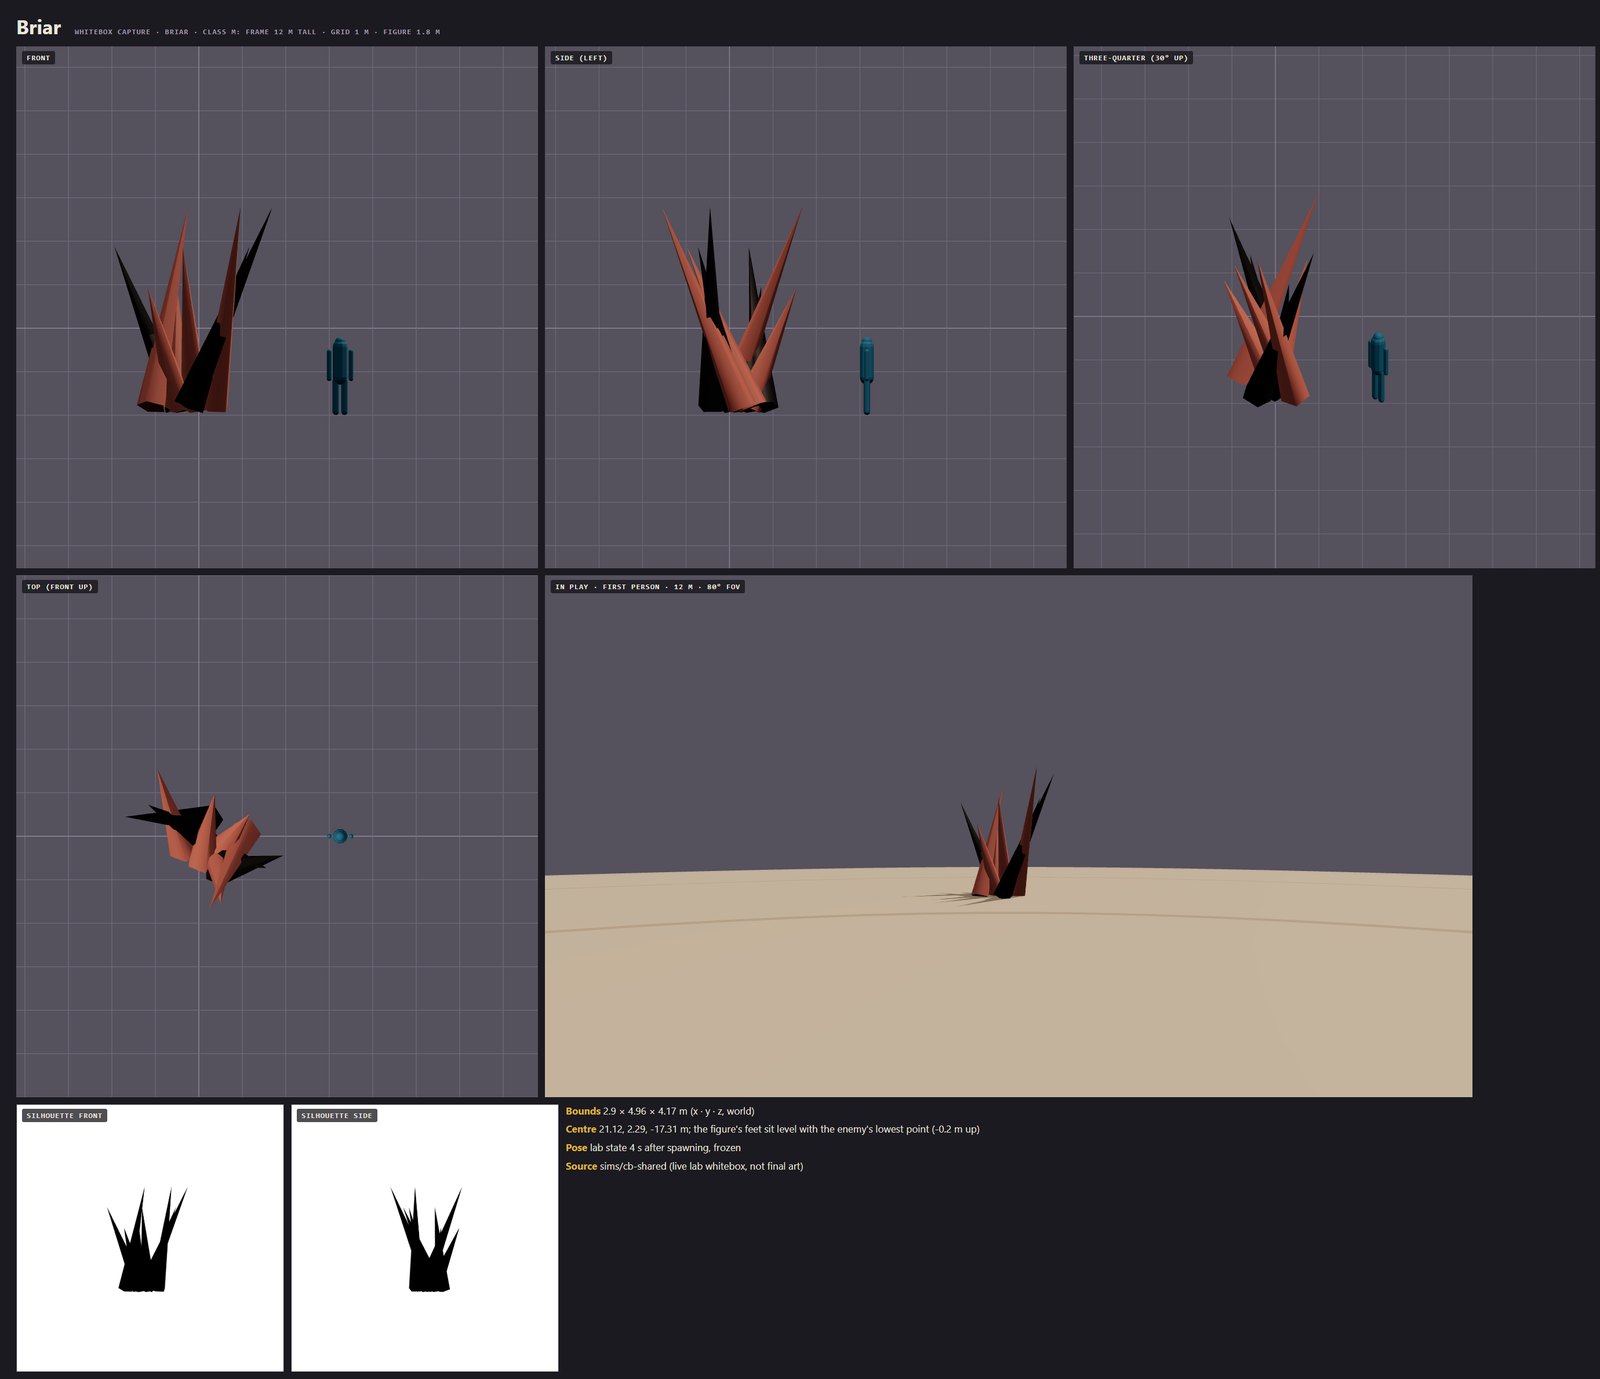 Briar
WHITEBOX CAPTURE · BRIAR · CLASS M: FRAME 12 M TALL · GRID 1 M · FIGURE 1.8 M
FRONT
SIDE (LEFT)
THREE-QUARTER (30° UP)
TOP (FRONT UP)
IN PLAY · FIRST PERSON · 12 M · 80° FOV
SILHOUETTE FRONT
SILHOUETTE SIDE
Bounds 2.9 × 4.96 × 4.17 m (x · y · z, world)
Centre 21.12, 2.29, -17.31 m; the figure's feet sit level with the enemy's lowest point (-0.2 m up)
Pose lab state 4 s after spawning, frozen
Source sims/cb-shared (live lab whitebox, not final art)